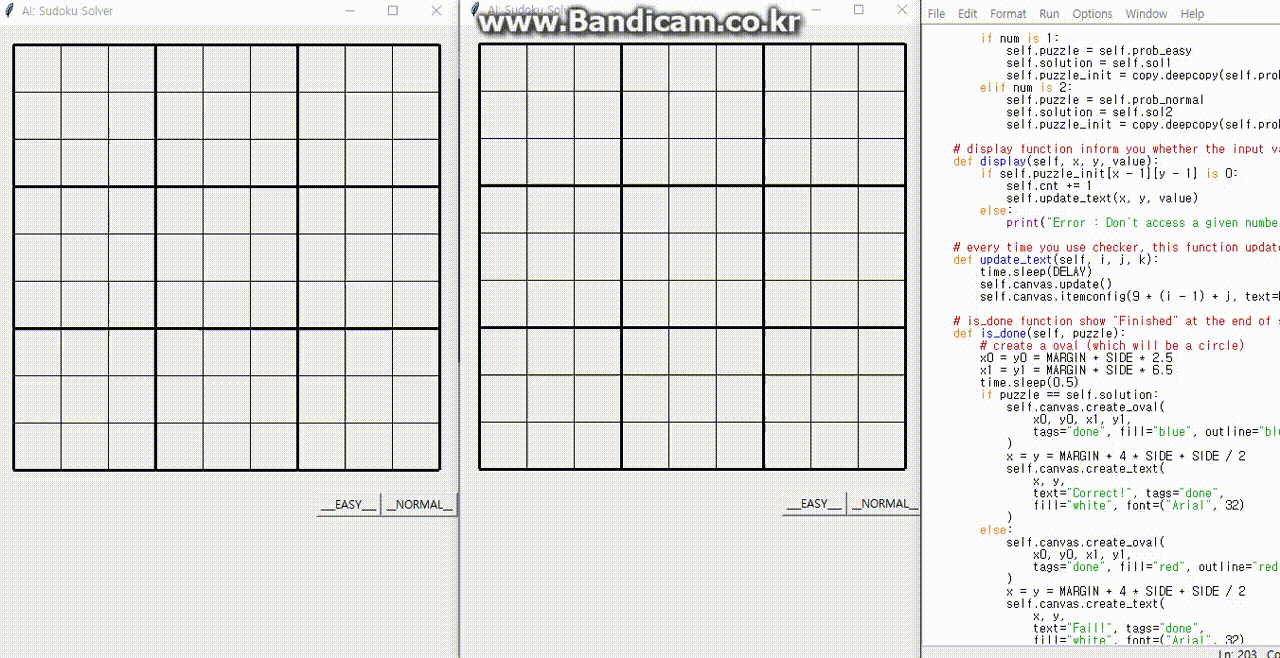 AI: Sudoku Solver
AI: Sudoku Solver
www.Bandicam.co.kr
__EASY__
__NORMAL__
__EASY__
__NORMAL__
File Edit Format Run Options Window Help
if num is 1:
self.puzzle = self.prob_easy
self.solution = self.sol1
self.puzzle_init = copy.deepcopy(self.prob
elif num is 2:
self.puzzle = self.prob_normal
self.solution = self.sol2
self.puzzle_init = copy.deepcopy(self.prob
# display function inform you whether the input va
def display(self, x, y, value):
if self.puzzle_init[x - 1][y - 1] is 0:
self.cnt += 1
self.update_text(x, y, value)
else:
print("Error : Don't access a given numbe
# every time you use checker, this function update
def update_text(self, i, j, k):
time.sleep(DELAY)
self.canvas.update()
self.canvas.itemconfig(9 * (i - 1) + j, text=
# is_done function show "Finished" at the end of s
def is_done(self, puzzle):
# create a oval (which will be a circle)
x0 = y0 = MARGIN + SIDE * 2.5
x1 = y1 = MARGIN + SIDE * 6.5
time.sleep(0.5)
if puzzle == self.solution:
self.canvas.create_oval(
x0, y0, x1, y1,
tags="done", fill="blue", outline="blu
)
x = y = MARGIN + 4 * SIDE + SIDE / 2
self.canvas.create_text(
x, y,
text="Correct!", tags="done",
fill="white", font=("Arial", 32)
)
else:
self.canvas.create_oval(
x0, y0, x1, y1,
tags="done", fill="red", outline="red
)
x = y = MARGIN + 4 * SIDE + SIDE / 2
self.canvas.create_text(
x, y,
text="Fail!", tags="done",
fill="white", font=("Arial", 32)
Ln: 203 Co